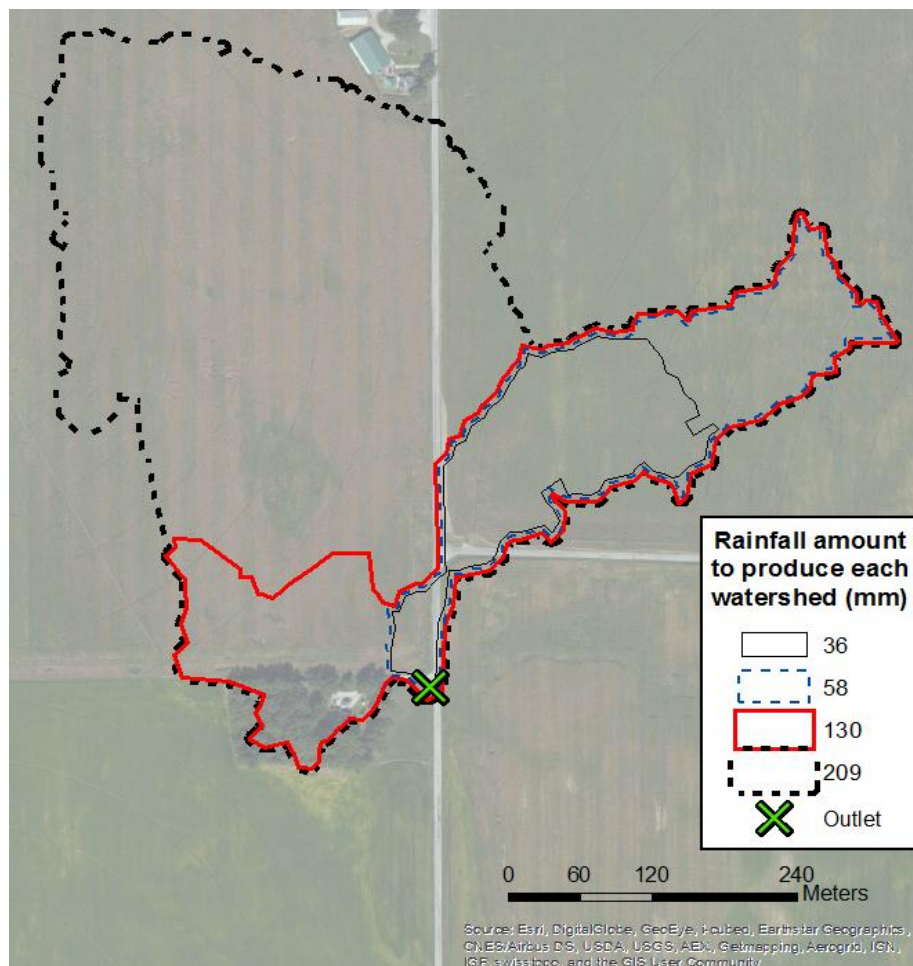 Rainfall amount
to produce each
watershed (mm)
36
58
130
209
Outlet
0 60 120 240
Meters
Source: Esri, DigitalGlobe, GeoEye, i-cubed, Earthstar Geographics,
CNES/Airbus DS, USDA, USGS, AEX, Getmapping, Aerogrid, IGN,
IGP, swisstopo, and the GIS User Community